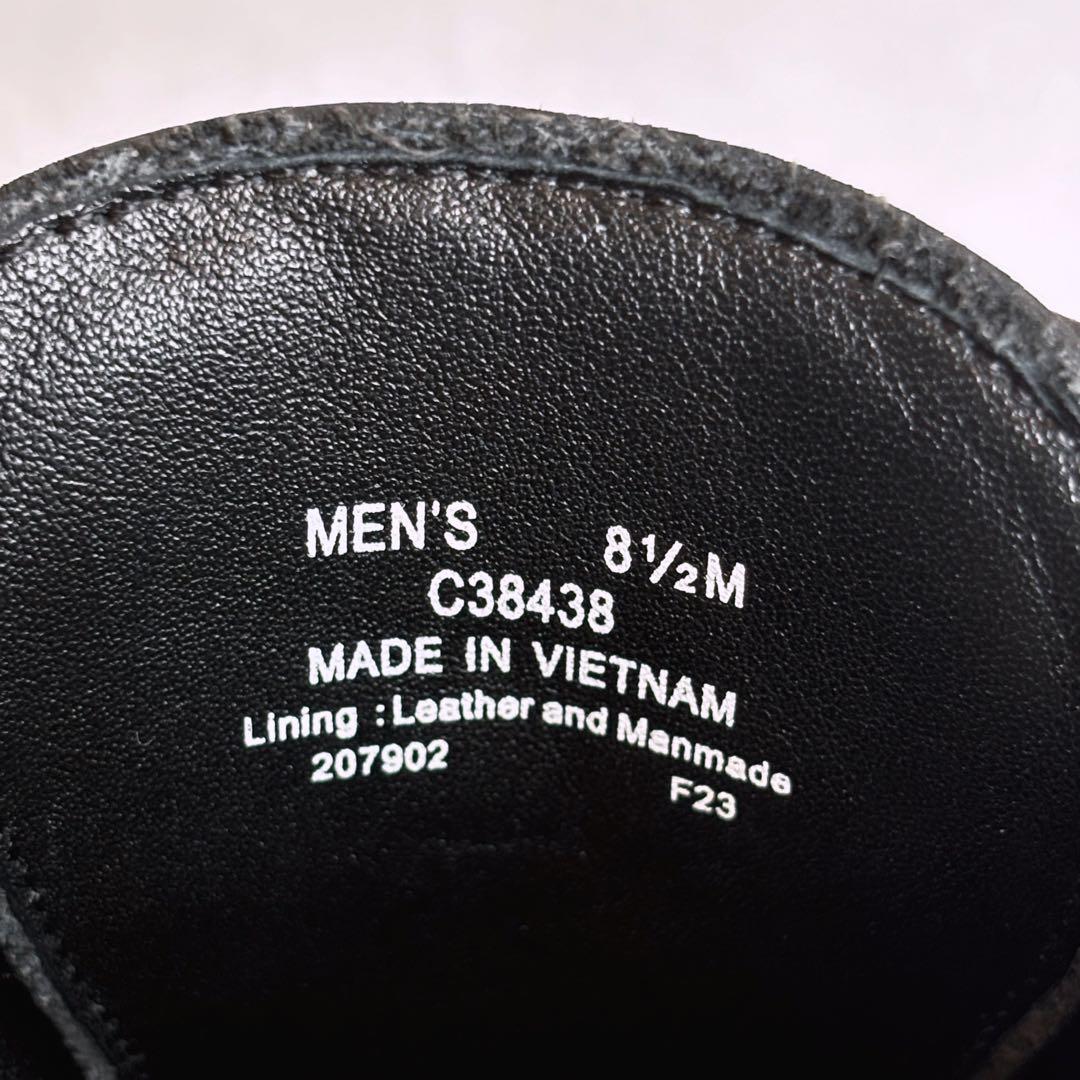 MEN'S 8½M
C38438
MADE IN VIETNAM
Lining : Leather and Manmade
207902 F23